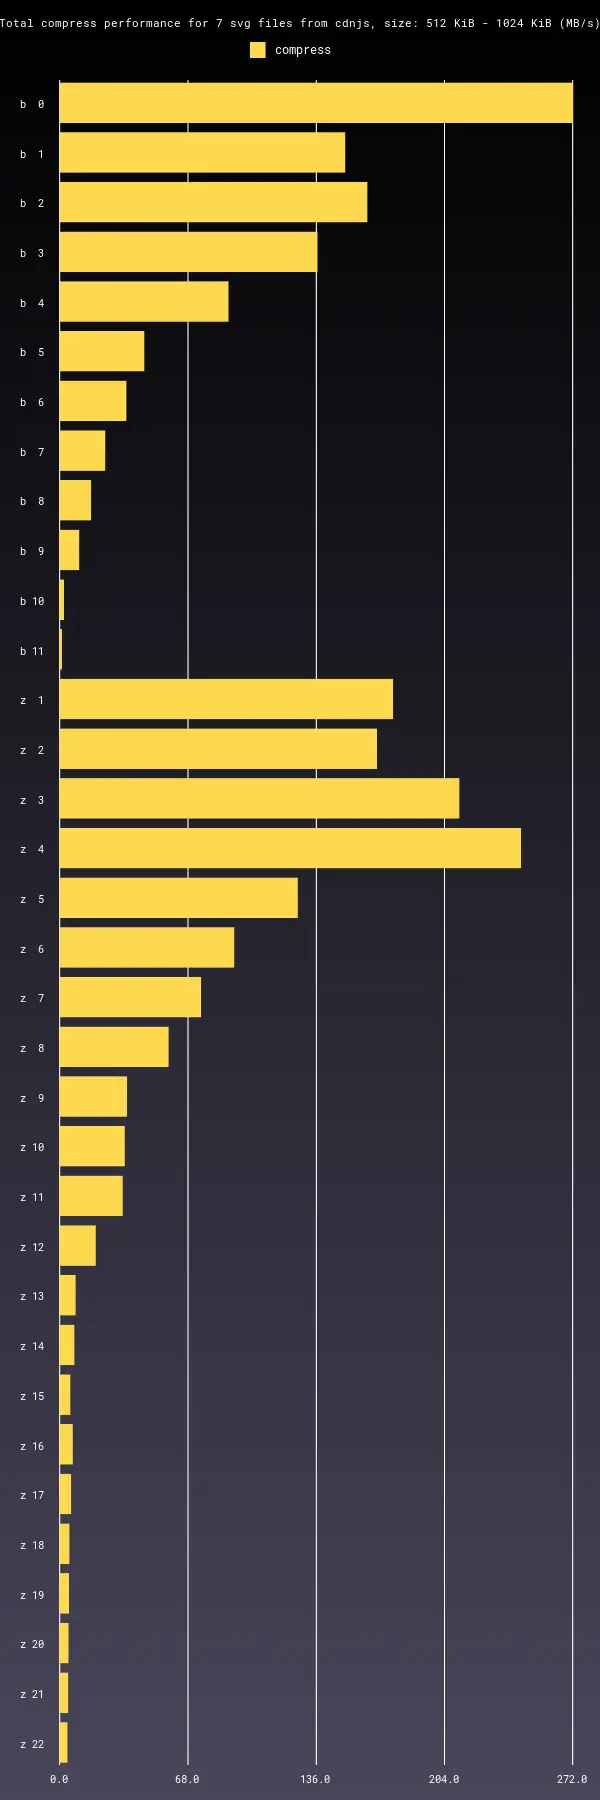 Total compress performance for 7 svg files from cdnjs, size: 512 KiB - 1024 KiB (MB/s)
compress
b 0
b 1
b 2
b 3
b 4
b 5
b 6
b 7
b 8
b 9
b 10
b 11
z 1
z 2
z 3
z 4
z 5
z 6
z 7
z 8
z 9
z 10
z 11
z 12
z 13
z 14
z 15
z 16
z 17
z 18
z 19
z 20
z 21
z 22
0.0 68.0 136.0 204.0 272.0